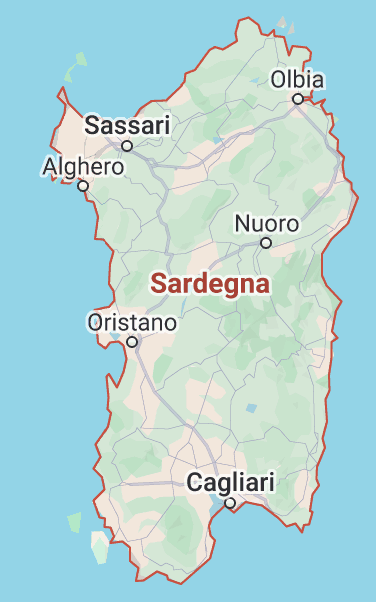 Olbia
Sassari
Alghero
Nuoro
Sardegna
Oristano
Cagliari